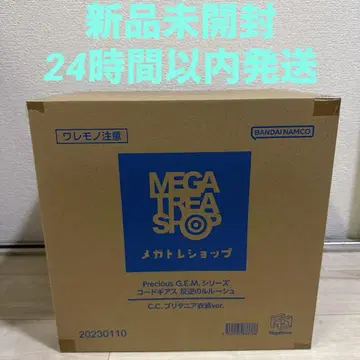 新品未開封
24時間以内発送
ワレモノ注意
BANDAI NAMCO
MEGA
TREA
SHOP
メガトレショップ
Precious G.E.M.シリーズ
コードギアス 反逆のルルーシュ
C.C. ブリタニア衣装ver.
20230110
MegaHouse